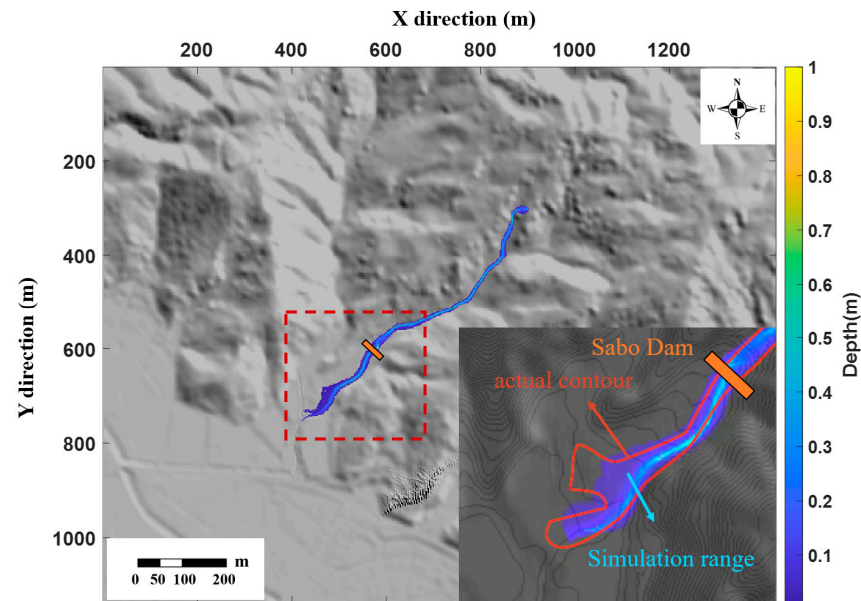 X direction (m)
200 400 600 800 1000 1200
N
W E
S
Y direction (m)
200
400
600
800
1000
1
0.9
0.8
0.7
0.6
0.5
0.4
0.3
0.2
0.1
Depth(m)
Sabo Dam
actual contour
Simulation range
m
0 50 100 200